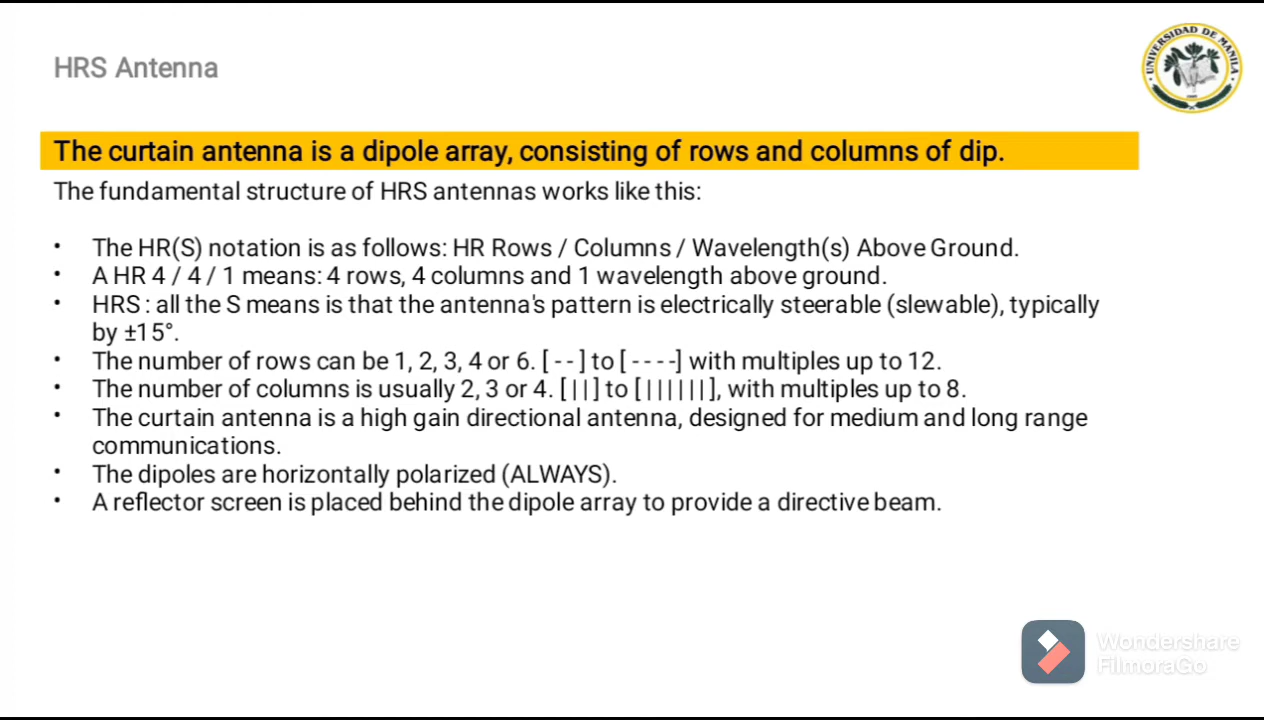 HRS Antenna
UNIVERSIDAD DE MANILA
The curtain antenna is a dipole array, consisting of rows and columns of dip.
The fundamental structure of HRS antennas works like this:
• The HR(S) notation is as follows: HR Rows / Columns / Wavelength(s) Above Ground.
• A HR 4 / 4 / 1 means: 4 rows, 4 columns and 1 wavelength above ground.
• HRS : all the S means is that the antenna's pattern is electrically steerable (slewable), typically
by ±15°.
• The number of rows can be 1, 2, 3, 4 or 6. [ - - ] to [ - - - -] with multiples up to 12.
• The number of columns is usually 2, 3 or 4. [ | | ] to [ | | | | | | ], with multiples up to 8.
• The curtain antenna is a high gain directional antenna, designed for medium and long range
communications.
• The dipoles are horizontally polarized (ALWAYS).
• A reflector screen is placed behind the dipole array to provide a directive beam.
Wondershare
FilmoraGo